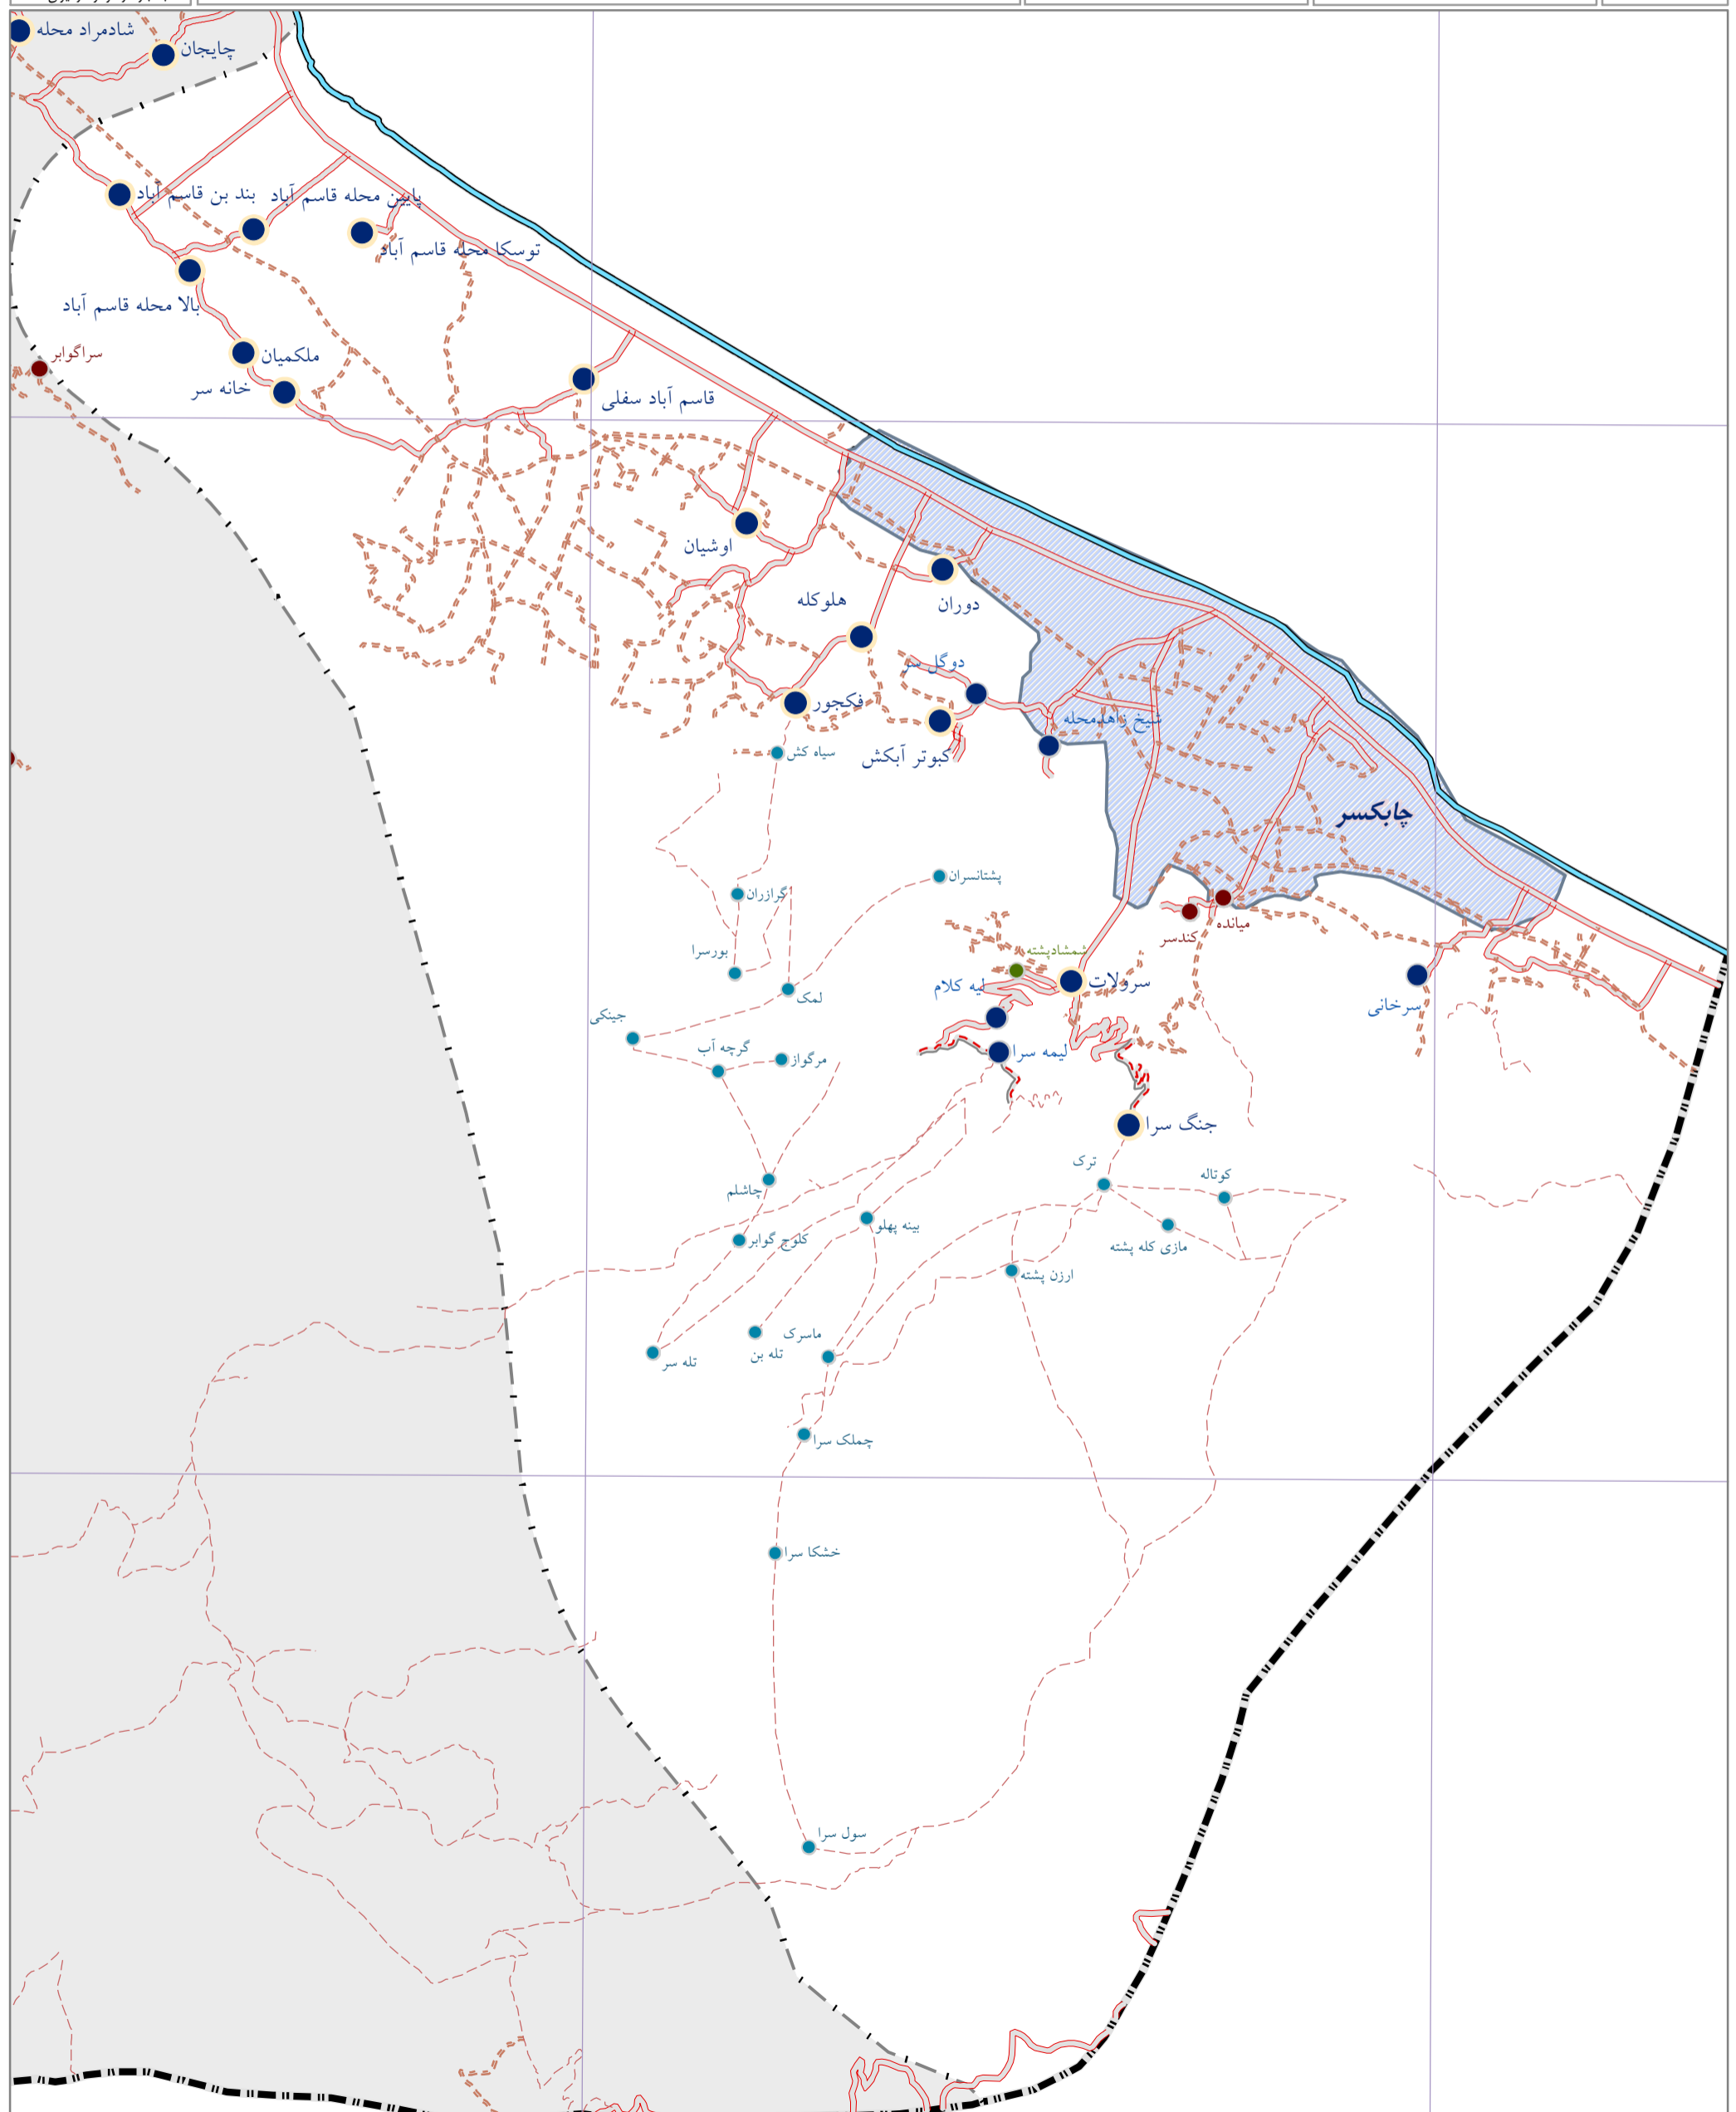 شادمراد محله
چایجان
بند بن قاسم آباد
پایین محله قاسم آباد
توسکا محله قاسم آباد
بالا محله قاسم آباد
سراگوابر
ملکمیان
خانه سر
قاسم آباد سفلی
اوشیان
دوران
هلوکله
دوگل سر
فکجور
شیخ زاهدمحله
کبوتر آبکش
سیاه کش
چابکسر
پشتانسران
گرازران
میانده
کندسر
بورسرا
شمشادپشته
سرولات
لیه کلام
لمک
سرخانی
جینکی
گرچه آب
مرگواز
لیمه سرا
جنگ سرا
ترک
کوتاله
چاشلم
بینه پهلو
کلوج گوابر
مازی کله پشته
ارزن پشته
ماسرک
تله بن
تله سر
چملک سرا
خشکا سرا
سول سرا